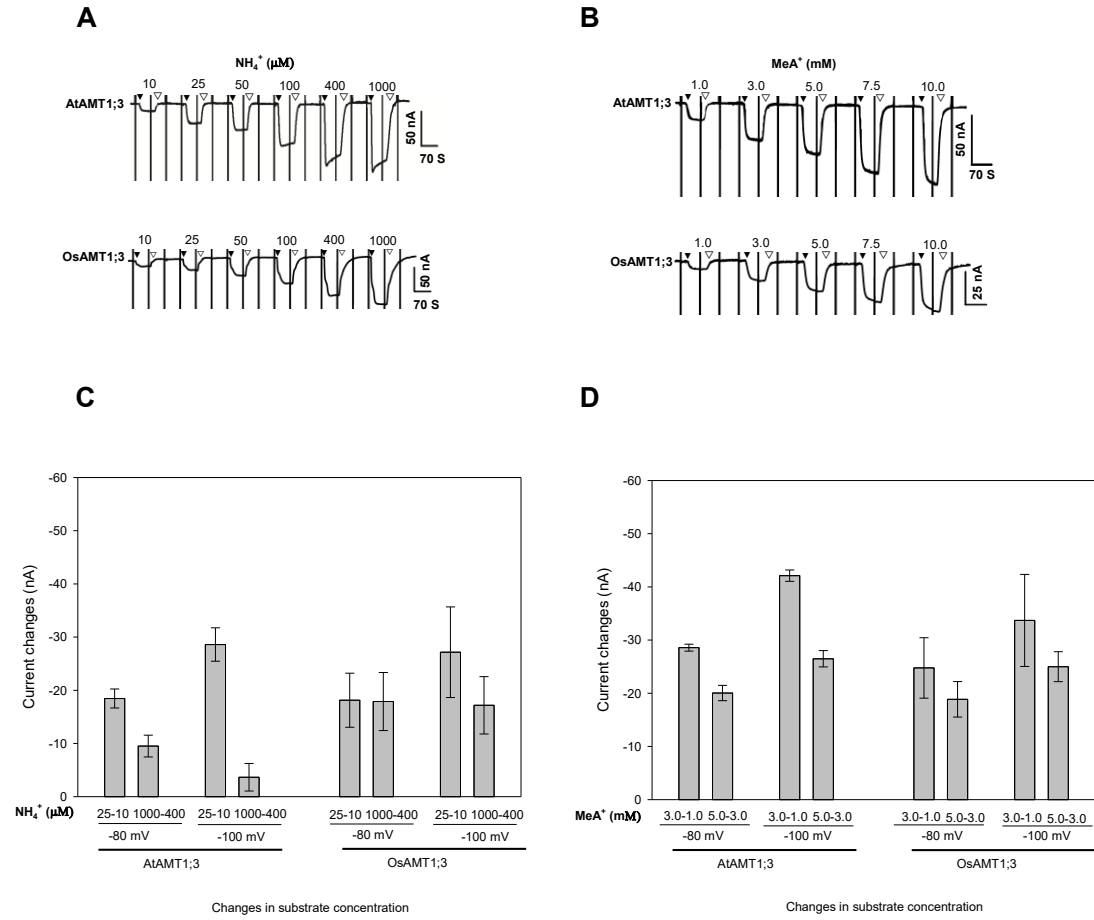 A
NH₄⁺ (µM)
10 25 50 100 400 1000
AtAMT1;3
50 nA
70 S
10 25 50 100 400 1000
OsAMT1;3
50 nA
70 S
B
MeA⁺ (mM)
1.0 3.0 5.0 7.5 10.0
AtAMT1;3
50 nA
70 S
1.0 3.0 5.0 7.5 10.0
OsAMT1;3
25 nA
C
Current changes (nA)
-60
-50
-40
-30
-20
-10
0
NH₄⁺ (µM) 25-10 1000-400 25-10 1000-400 25-10 1000-400 25-10 1000-400
-80 mV -100 mV -80 mV -100 mV
AtAMT1;3 OsAMT1;3
Changes in substrate concentration
D
Current changes (nA)
-60
-50
-40
-30
-20
-10
0
MeA⁺ (mM) 3.0-1.0 5.0-3.0 3.0-1.0 5.0-3.0 3.0-1.0 5.0-3.0 3.0-1.0 5.0-3.0
-80 mV -100 mV -80 mV -100 mV
AtAMT1;3 OsAMT1;3
Changes in substrate concentration